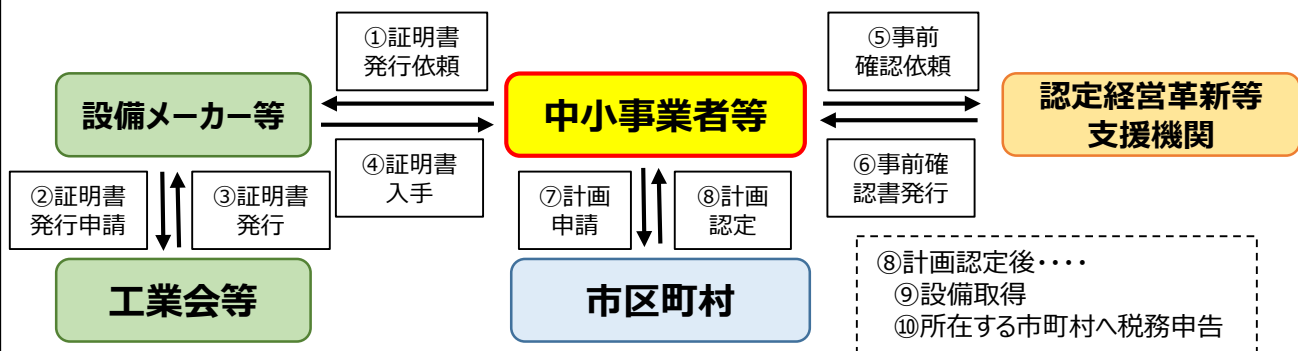 ①証明書
発行依頼
⑤事前
確認依頼
設備メーカー等
中小事業者等
認定経営革新等
支援機関
②証明書
発行申請
③証明書
発行
④証明書
入手
⑦計画
申請
⑧計画
認定
⑥事前確
認書発行
工業会等
市区町村
⑧計画認定後・・・・
⑨設備取得
⑩所在する市町村へ税務申告